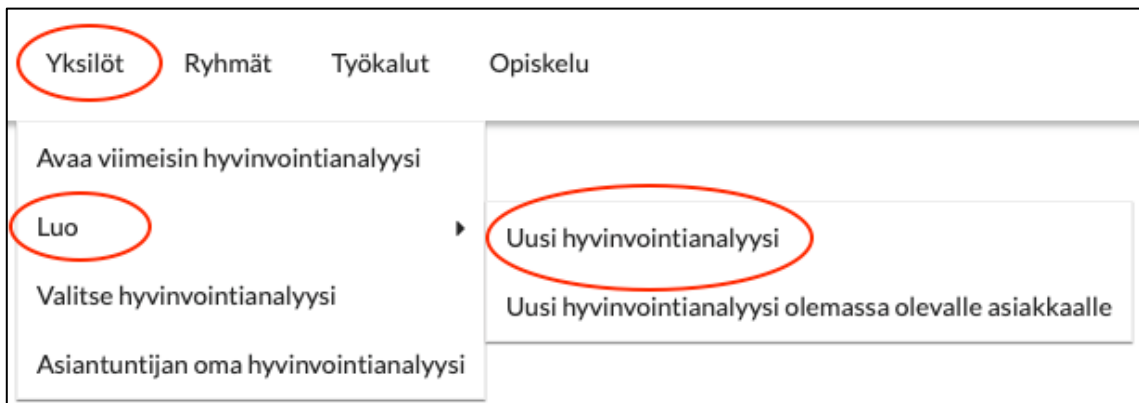 Yksilöt Ryhmät Työkalut Opiskelu
Avaa viimeisin hyvinvointianalyysi
Luo
Uusi hyvinvointianalyysi
Valitse hyvinvointianalyysi
Uusi hyvinvointianalyysi olemassa olevalle asiakkaalle
Asiantuntijan oma hyvinvointianalyysi